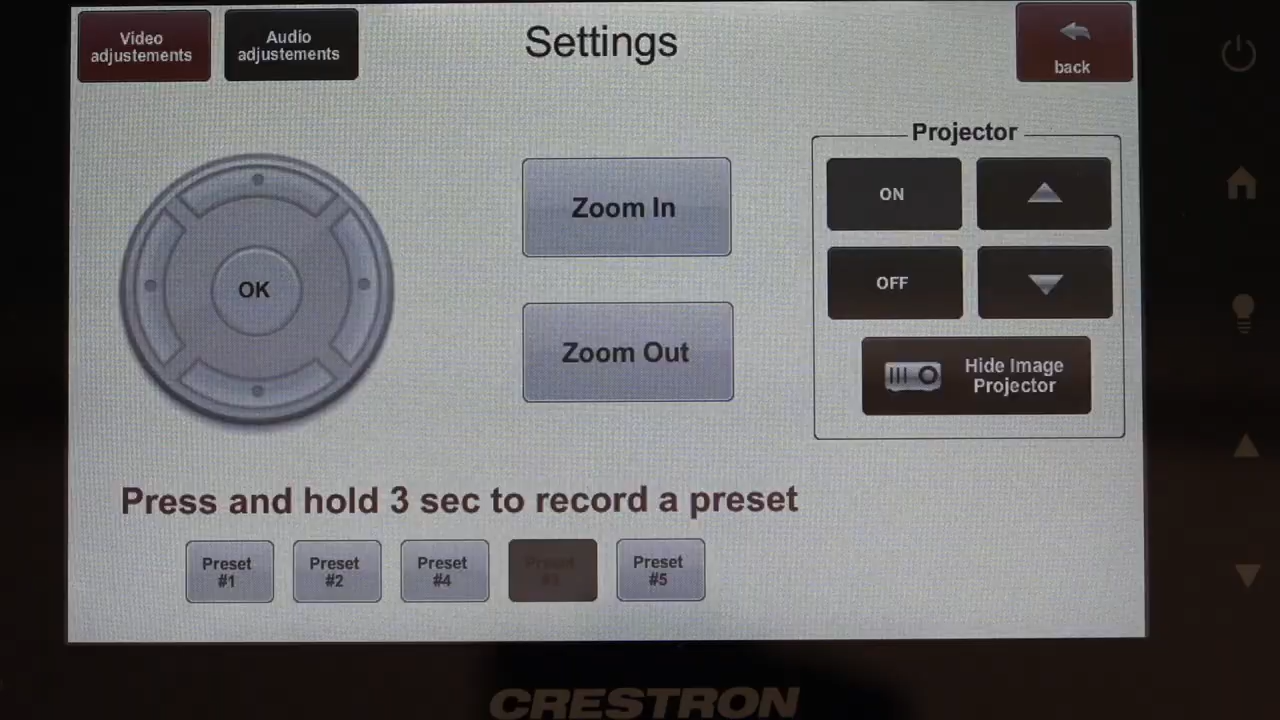 Video
adjustements
Audio
adjustements
Settings
back
Projector
ON
OFF
Hide Image
Projector
OK
Zoom In
Zoom Out
Press and hold 3 sec to record a preset
Preset
#1
Preset
#2
Preset
#4
Preset
Preset
#5
CRESTRON